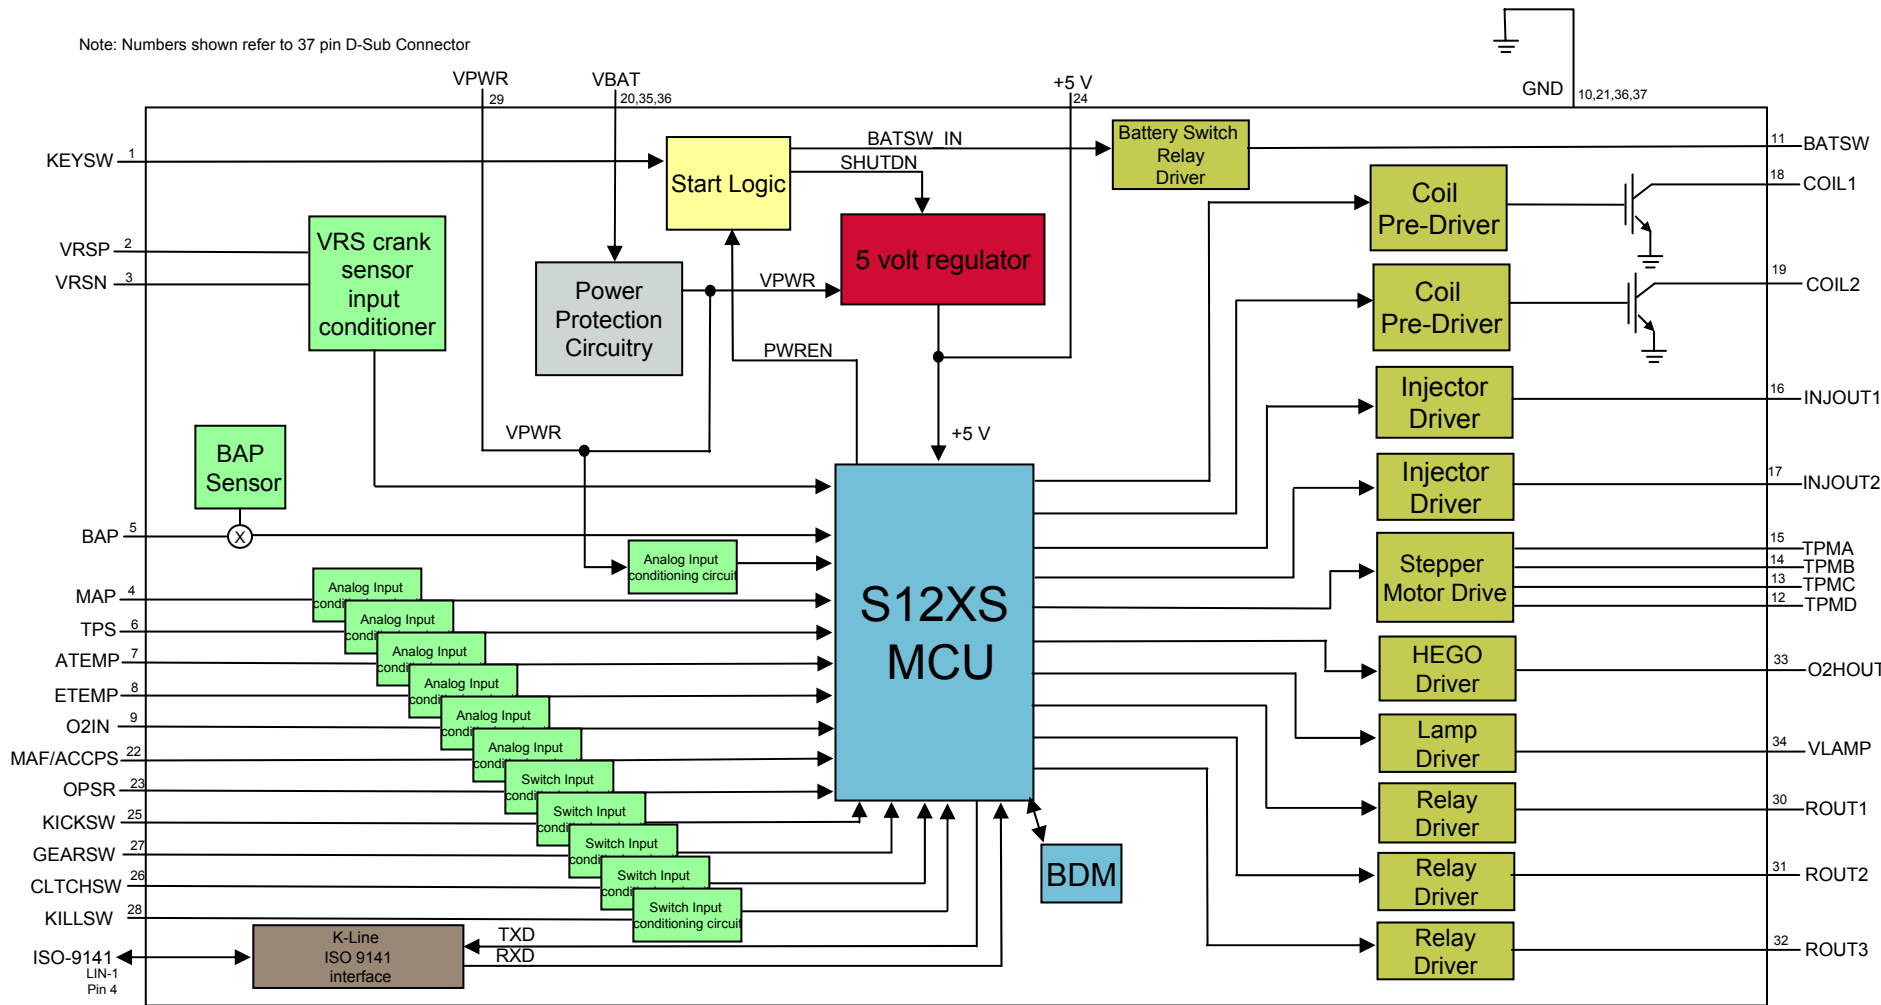 Note: Numbers shown refer to 37 pin D-Sub Connector
VPWR
29
VBAT
20,35,36
+5 V
24
GND
10,21,36,37
KEYSW
1
Start Logic
BATSW_IN
SHUTDN
Battery Switch
Relay
Driver
11
BATSW
VRSP
2
VRSN
3
VRS crank
sensor
input
conditioner
Power
Protection
Circuitry
VPWR
5 volt regulator
PWREN
VPWR
+5 V
Coil
Pre-Driver
18
COIL1
Coil
Pre-Driver
19
COIL2
Injector
Driver
16
INJOUT1
Injector
Driver
17
INJOUT2
BAP
Sensor
BAP
5
X
Analog Input
conditioning circuit
S12XS
MCU
Stepper
Motor Drive
15
TPMA
14
TPMB
13
TPMC
12
TPMD
MAP
4
Analog Input
TPS
6
Analog Input
ATEMP
7
Analog Input
ETEMP
8
Analog Input
O2IN
9
Analog Input
MAF/ACCPS
22
Analog Input
OPSR
23
Switch Input
KICKSW
25
Switch Input
GEARSW
27
Switch Input
CLTCHSW
26
Switch Input
KILLSW
28
Switch Input
conditioning circuit
HEGO
Driver
33
O2HOUT
Lamp
Driver
34
VLAMP
Relay
Driver
30
ROUT1
Relay
Driver
31
ROUT2
Relay
Driver
32
ROUT3
BDM
ISO-9141
LIN-1
Pin 4
K-Line
ISO 9141
interface
TXD
RXD